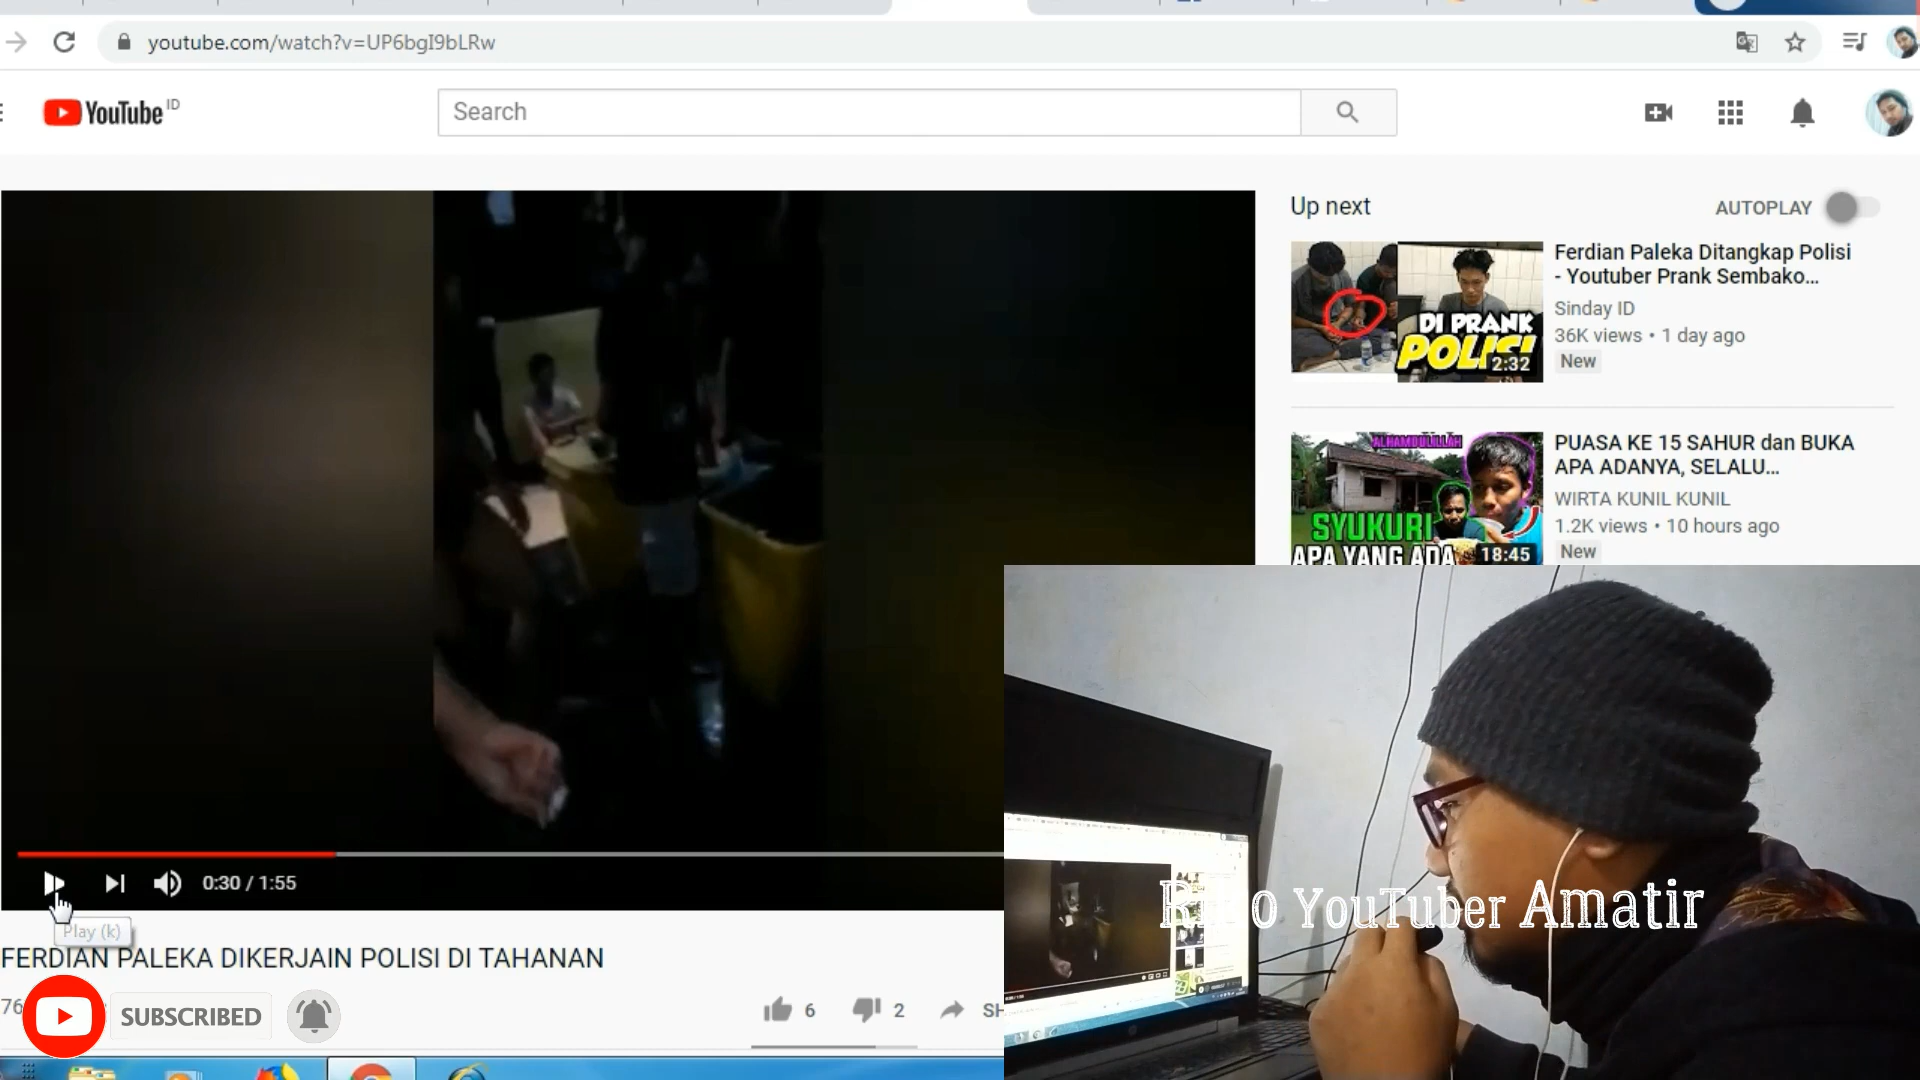 youtube.com/watch?v=UP6bgI9bLRw
YouTube ID
Search
Up next
AUTOPLAY
DI PRANK
POLISI
2:32
Ferdian Paleka Ditangkap Polisi
- Youtuber Prank Sembako...
Sinday ID
36K views • 1 day ago
New
ALHAMDULILLAH
SYUKURI
APA YANG ADA
18:45
PUASA KE 15 SAHUR dan BUKA
APA ADANYA, SELALU...
WIRTA KUNIL KUNIL
1.2K views • 10 hours ago
New
0:30 / 1:55
Play (k)
FERDIAN PALEKA DIKERJAIN POLISI DI TAHANAN
76
6
2
SH
SUBSCRIBED
YouTuber Amatir